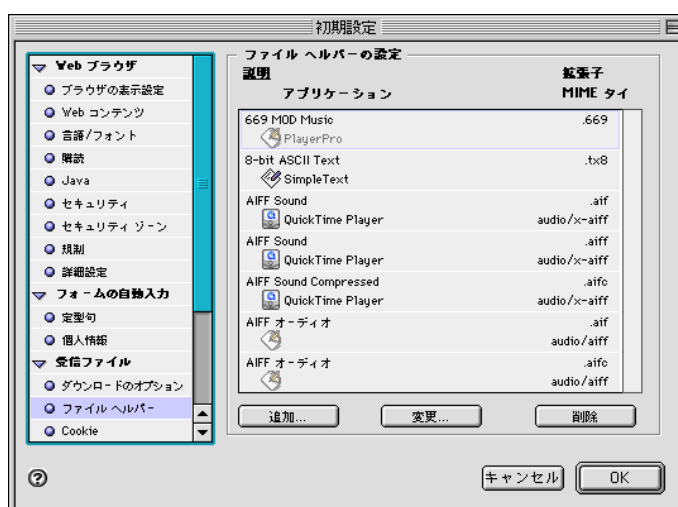 初期設定
Web ブラウザ
ブラウザの表示設定
Web コンテンツ
言語/フォント
購読
Java
セキュリティ
セキュリティ ゾーン
規制
詳細設定
フォームの自動入力
定型句
個人情報
受信ファイル
ダウンロードのオプション
ファイル ヘルパー
Cookie
ファイル ヘルパーの設定
説明 拡張子
アプリケーション MIME タイ
669 MOD Music .669
PlayerPro
8-bit ASCII Text .tx8
SimpleText
AIFF Sound .aif
QuickTime Player audio/x-aiff
AIFF Sound .aiff
QuickTime Player audio/x-aiff
AIFF Sound Compressed .aifc
QuickTime Player audio/x-aiff
AIFF オーディオ .aif
audio/aiff
AIFF オーディオ .aifc
audio/aiff
追加... 変更... 削除
キャンセル OK